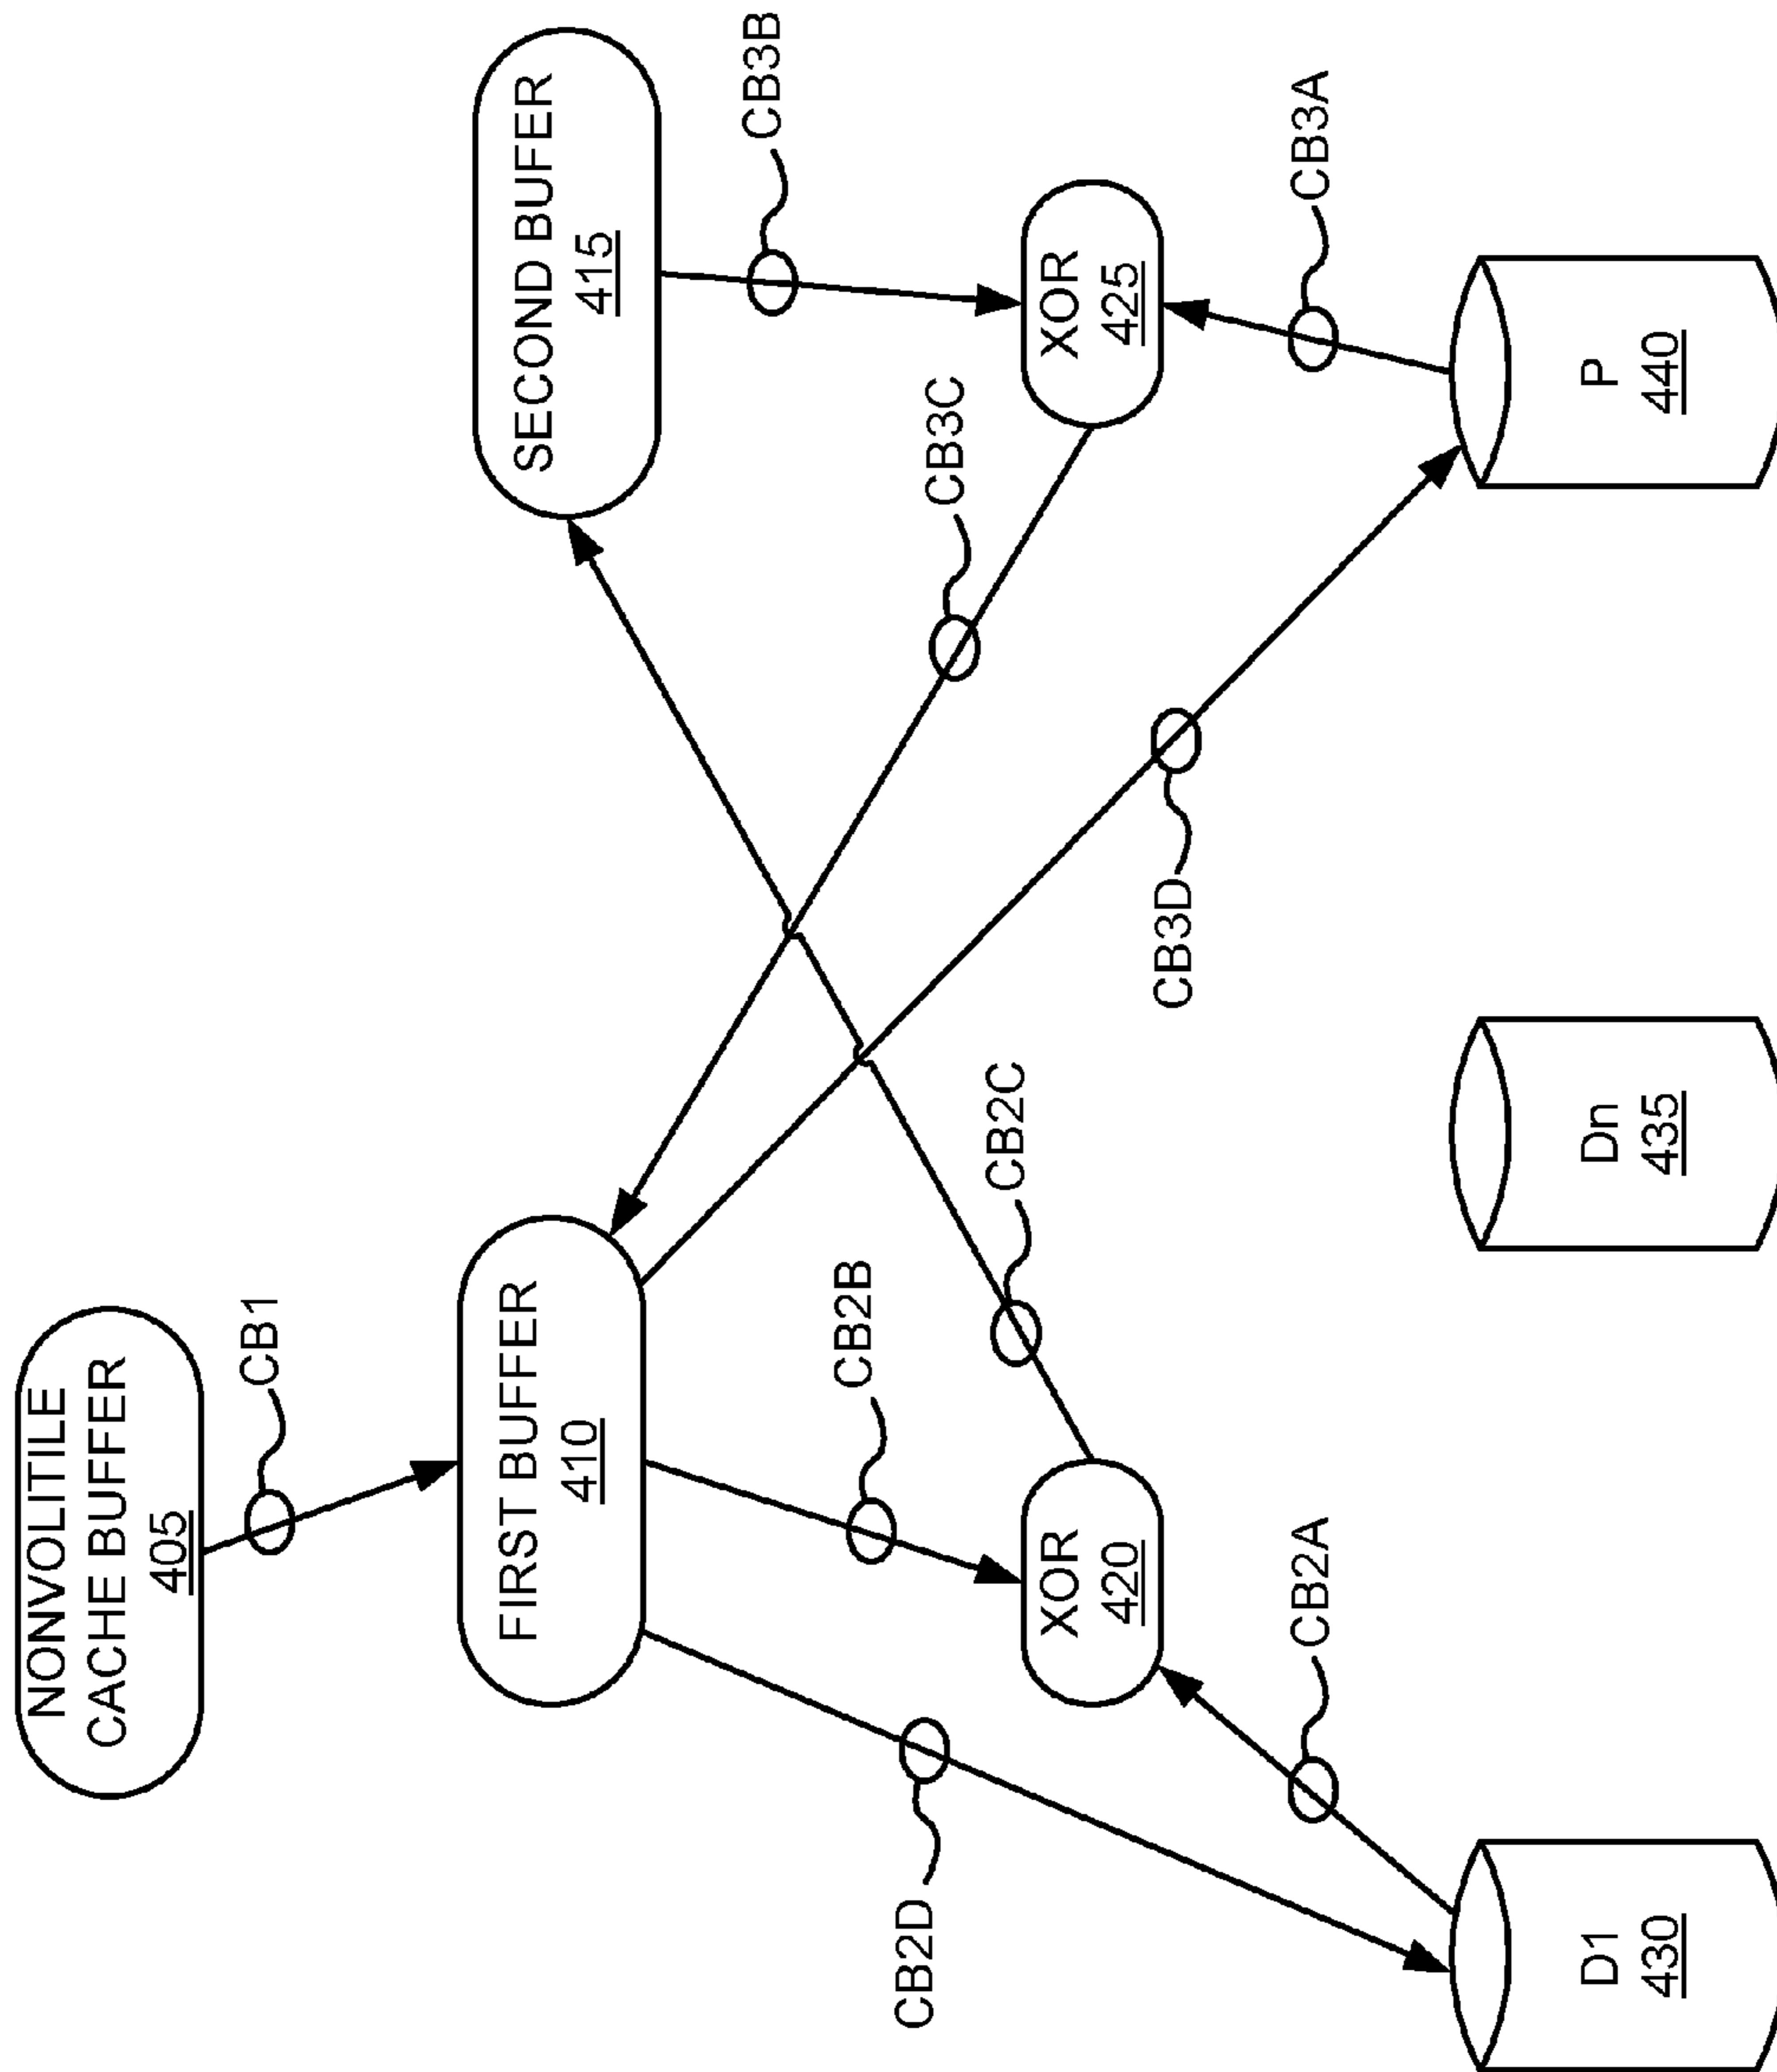 NONVOLITILE
CACHE BUFFER
405
CB1
FIRST BUFFER
410
SECOND BUFFER
415
CB2D
CB2B
CB3C
CB3B
XOR
420
XOR
425
CB2C
CB3D
CB2A
CB3A
D1
430
Dn
435
P
440